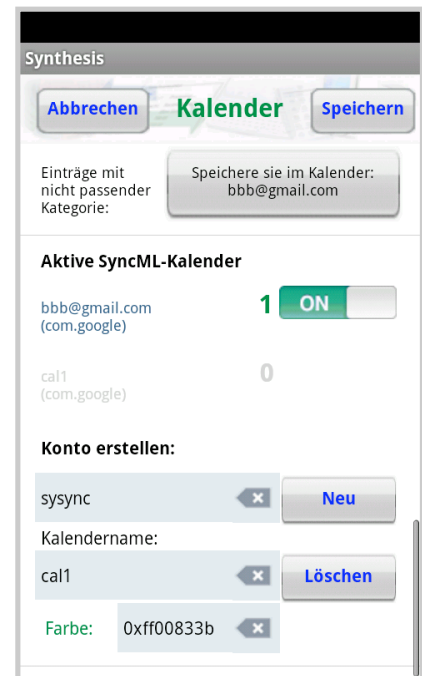 Synthesis
Abbrechen Kalender Speichern
Einträge mit
nicht passender
Kategorie:
Speichere sie im Kalender:
bbb@gmail.com
Aktive SyncML-Kalender
bbb@gmail.com
(com.google)
1 ON
cal1
(com.google)
0
Konto erstellen:
sysync Neu
Kalendername:
cal1 Löschen
Farbe: 0xff00833b